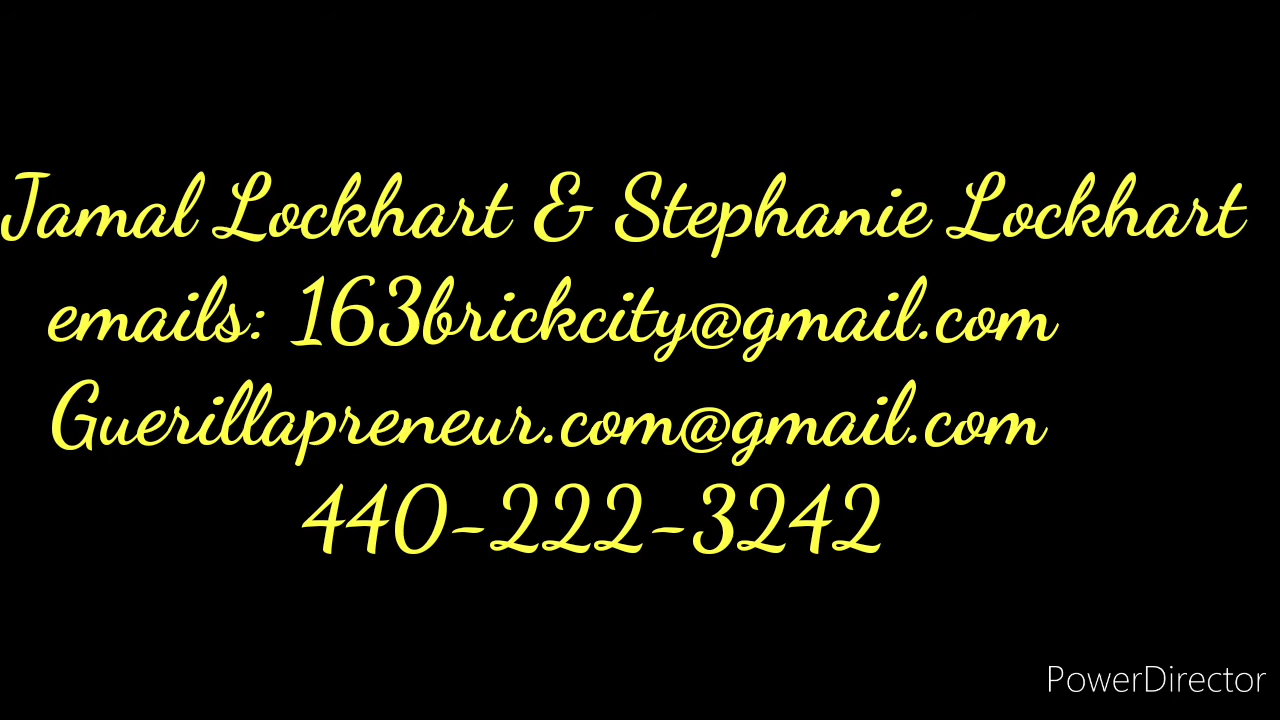 Jamal Lockhart & Stephanie Lockhart
emails: 163brickcity@gmail.com
Guerillapreneur.com@gmail.com
440-222-3242
PowerDirector